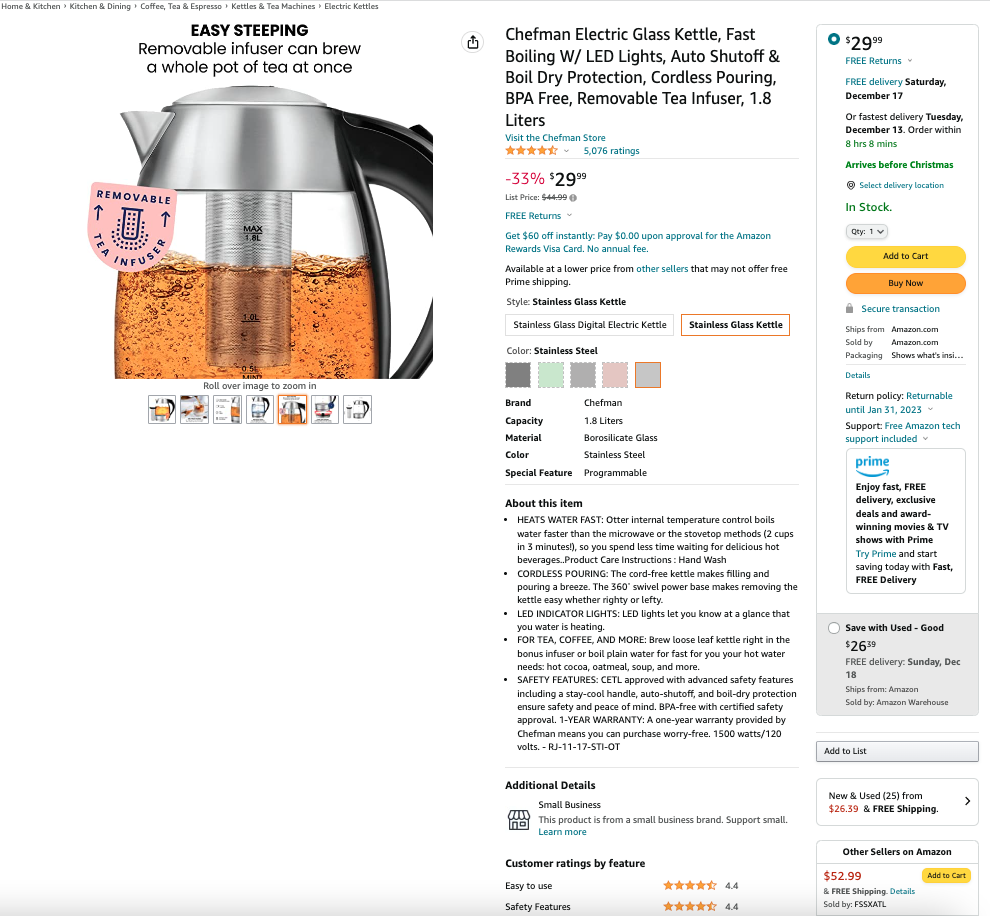 Home & Kitchen › Kitchen & Dining › Coffee, Tea & Espresso › Kettles & Tea Machines › Electric Kettles
EASY STEEPING
Removable infuser can brew
a whole pot of tea at once
REMOVABLE
TEA INFUSER
MAX
1.8L
1.0L
0.5L
MIN
Roll over image to zoom in
Chefman Electric Glass Kettle, Fast
Boiling W/ LED Lights, Auto Shutoff &
Boil Dry Protection, Cordless Pouring,
BPA Free, Removable Tea Infuser, 1.8
Liters
Visit the Chefman Store
5,076 ratings
-33% $29⁹⁹
List Price: $44.99
FREE Returns
Get $60 off instantly: Pay $0.00 upon approval for the Amazon
Rewards Visa Card. No annual fee.
Available at a lower price from other sellers that may not offer free
Prime shipping.
Style: Stainless Glass Kettle
Stainless Glass Digital Electric Kettle
Stainless Glass Kettle
Color: Stainless Steel
Brand Chefman
Capacity 1.8 Liters
Material Borosilicate Glass
Color Stainless Steel
Special Feature Programmable
About this item
• HEATS WATER FAST: Otter internal temperature control boils
water faster than the microwave or the stovetop methods (2 cups
in 3 minutes!), so you spend less time waiting for delicious hot
beverages..Product Care Instructions : Hand Wash
• CORDLESS POURING: The cord-free kettle makes filling and
pouring a breeze. The 360˚ swivel power base makes removing the
kettle easy whether righty or lefty.
• LED INDICATOR LIGHTS: LED lights let you know at a glance that
you water is heating.
• FOR TEA, COFFEE, AND MORE: Brew loose leaf kettle right in the
bonus infuser or boil plain water for fast for you your hot water
needs: hot cocoa, oatmeal, soup, and more.
• SAFETY FEATURES: CETL approved with advanced safety features
including a stay-cool handle, auto-shutoff, and boil-dry protection
ensure safety and peace of mind. BPA-free with certified safety
approval. 1-YEAR WARRANTY: A one-year warranty provided by
Chefman means you can purchase worry-free. 1500 watts/120
volts. - RJ-11-17-STI-OT
Additional Details
Small Business
This product is from a small business brand. Support small.
Learn more
Customer ratings by feature
Easy to use 4.4
Safety Features 4.4
$29⁹⁹
FREE Returns
FREE delivery Saturday,
December 17
Or fastest delivery Tuesday,
December 13. Order within
8 hrs 8 mins
Arrives before Christmas
Select delivery location
In Stock.
Qty: 1
Add to Cart
Buy Now
Secure transaction
Ships from Amazon.com
Sold by Amazon.com
Packaging Shows what's insi...
Details
Return policy: Returnable
until Jan 31, 2023
Support: Free Amazon tech
support included
prime
Enjoy fast, FREE
delivery, exclusive
deals and award-
winning movies & TV
shows with Prime
Try Prime and start
saving today with Fast,
FREE Delivery
Save with Used - Good
$26³⁹
FREE delivery: Sunday, Dec
18
Ships from: Amazon
Sold by: Amazon Warehouse
Add to List
New & Used (25) from
$26.39 & FREE Shipping.
Other Sellers on Amazon
$52.99
Add to Cart
& FREE Shipping. Details
Sold by: FSSXATL